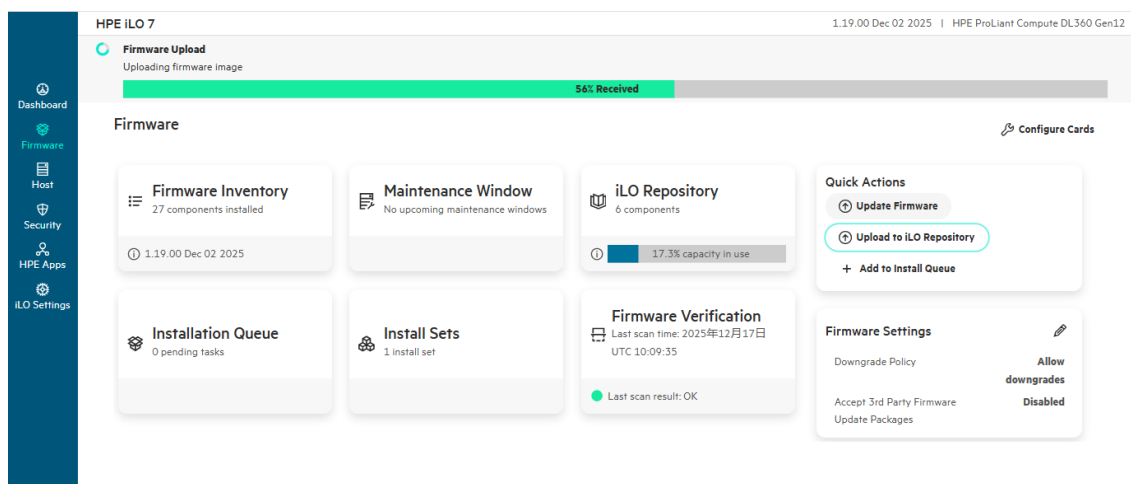 HPE iLO 7
1.19.00 Dec 02 2025 | HPE ProLiant Compute DL360 Gen12
Firmware Upload
Uploading firmware image
56% Received
Dashboard
Firmware
Host
Security
HPE Apps
iLO Settings
Firmware
Configure Cards
Firmware Inventory
27 components installed
1.19.00 Dec 02 2025
Maintenance Window
No upcoming maintenance windows
iLO Repository
6 components
17.3% capacity in use
Quick Actions
Update Firmware
Upload to iLO Repository
+ Add to Install Queue
Installation Queue
0 pending tasks
Install Sets
1 install set
Firmware Verification
Last scan time: 2025年12月17日
UTC 10:09:35
Last scan result: OK
Firmware Settings
Downgrade Policy
Allow
downgrades
Accept 3rd Party Firmware
Update Packages
Disabled